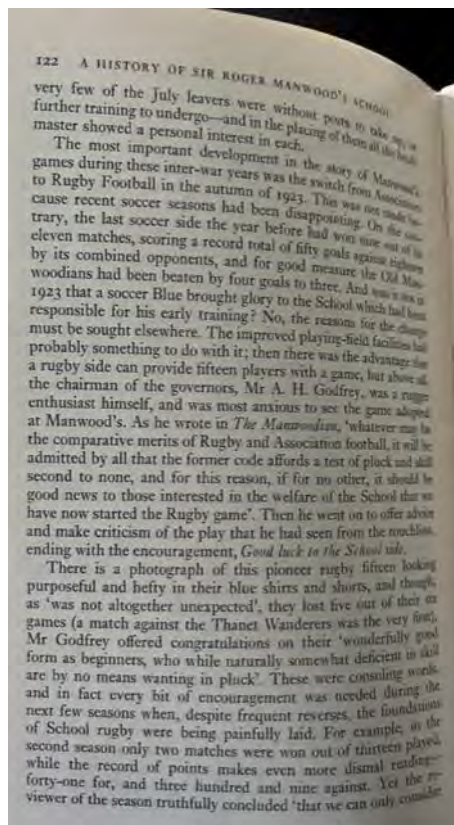 122 A HISTORY OF SIR ROGER MANWOOD'S SCHOOL
very few of the July leavers were without posts to take up, or
further training to undergo—and in the placing of them all the head-
master showed a personal interest in each.
The most important development in the story of Manwood's
games during these inter-war years was the switch from Association
to Rugby Football in the autumn of 1923. This was not made be-
cause recent soccer seasons had been disappointing. On the con-
trary, the last soccer side the year before had won nine out of its
eleven matches, scoring a record total of fifty goals against eighteen
by its combined opponents, and for good measure the Old Man-
woodians had been beaten by four goals to three. And was it not in
1923 that a soccer Blue brought glory to the School which had been
responsible for his early training? No, the reasons for the change
must be sought elsewhere. The improved playing-field facilities had
probably something to do with it; then there was the advantage that
a rugby side can provide fifteen players with a game, but above all,
the chairman of the governors, Mr A. H. Godfrey, was a rugger
enthusiast himself, and was most anxious to see the game adopted
at Manwood's. As he wrote in The Manwoodian, 'whatever may be
the comparative merits of Rugby and Association football, it will be
admitted by all that the former code affords a test of pluck and skill
second to none, and for this reason, if for no other, it should be
good news to those interested in the welfare of the School that we
have now started the Rugby game'. Then he went on to offer advice
and make criticism of the play that he had seen from the touchline,
ending with the encouragement, Good luck to the School side.
There is a photograph of this pioneer rugby fifteen looking
purposeful and hefty in their blue shirts and shorts, and though,
as 'was not altogether unexpected', they lost five out of their six
games (a match against the Thanet Wanderers was the very first),
Mr Godfrey offered congratulations on their 'wonderfully good
form as beginners, who while naturally somewhat deficient in skill
are by no means wanting in pluck'. These were consoling words,
and in fact every bit of encouragement was needed during the
next few seasons when, despite frequent reverses, the foundations
of School rugby were being painfully laid. For example, in the
second season only two matches were won out of thirteen played,
while the record of points makes even more dismal reading—
forty-one for, and three hundred and nine against. Yet the re-
viewer of the season truthfully concluded 'that we can only consider